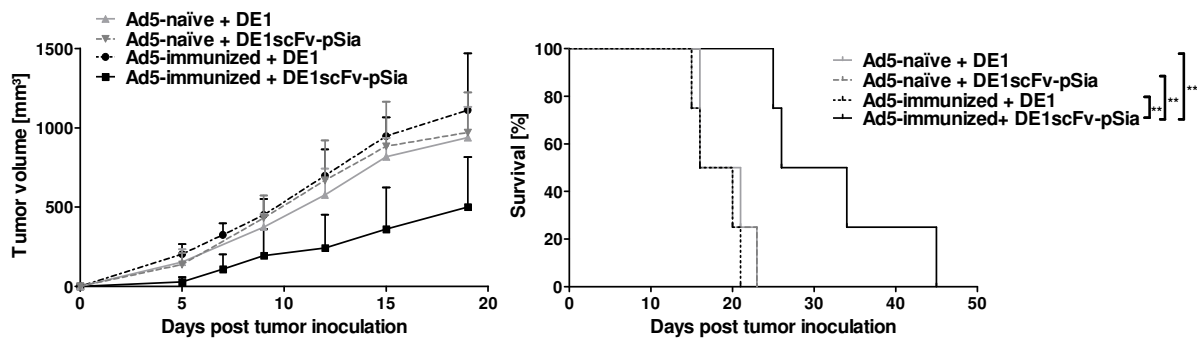 Ad5-naïve + DE1
Ad5-naïve + DE1scFv-pSia
Ad5-immunized + DE1
Ad5-immunized + DE1scFv-pSia
Tumor volume [mm³]
1500
1000
500
0
0
5
10
15
20
Days post tumor inoculation
Survival [%]
100
80
60
40
20
0
0
10
20
30
40
50
Days post tumor inoculation
Ad5-naïve + DE1
Ad5-naïve + DE1scFv-pSia
Ad5-immunized + DE1
Ad5-immunized+ DE1scFv-pSia
**
**
**